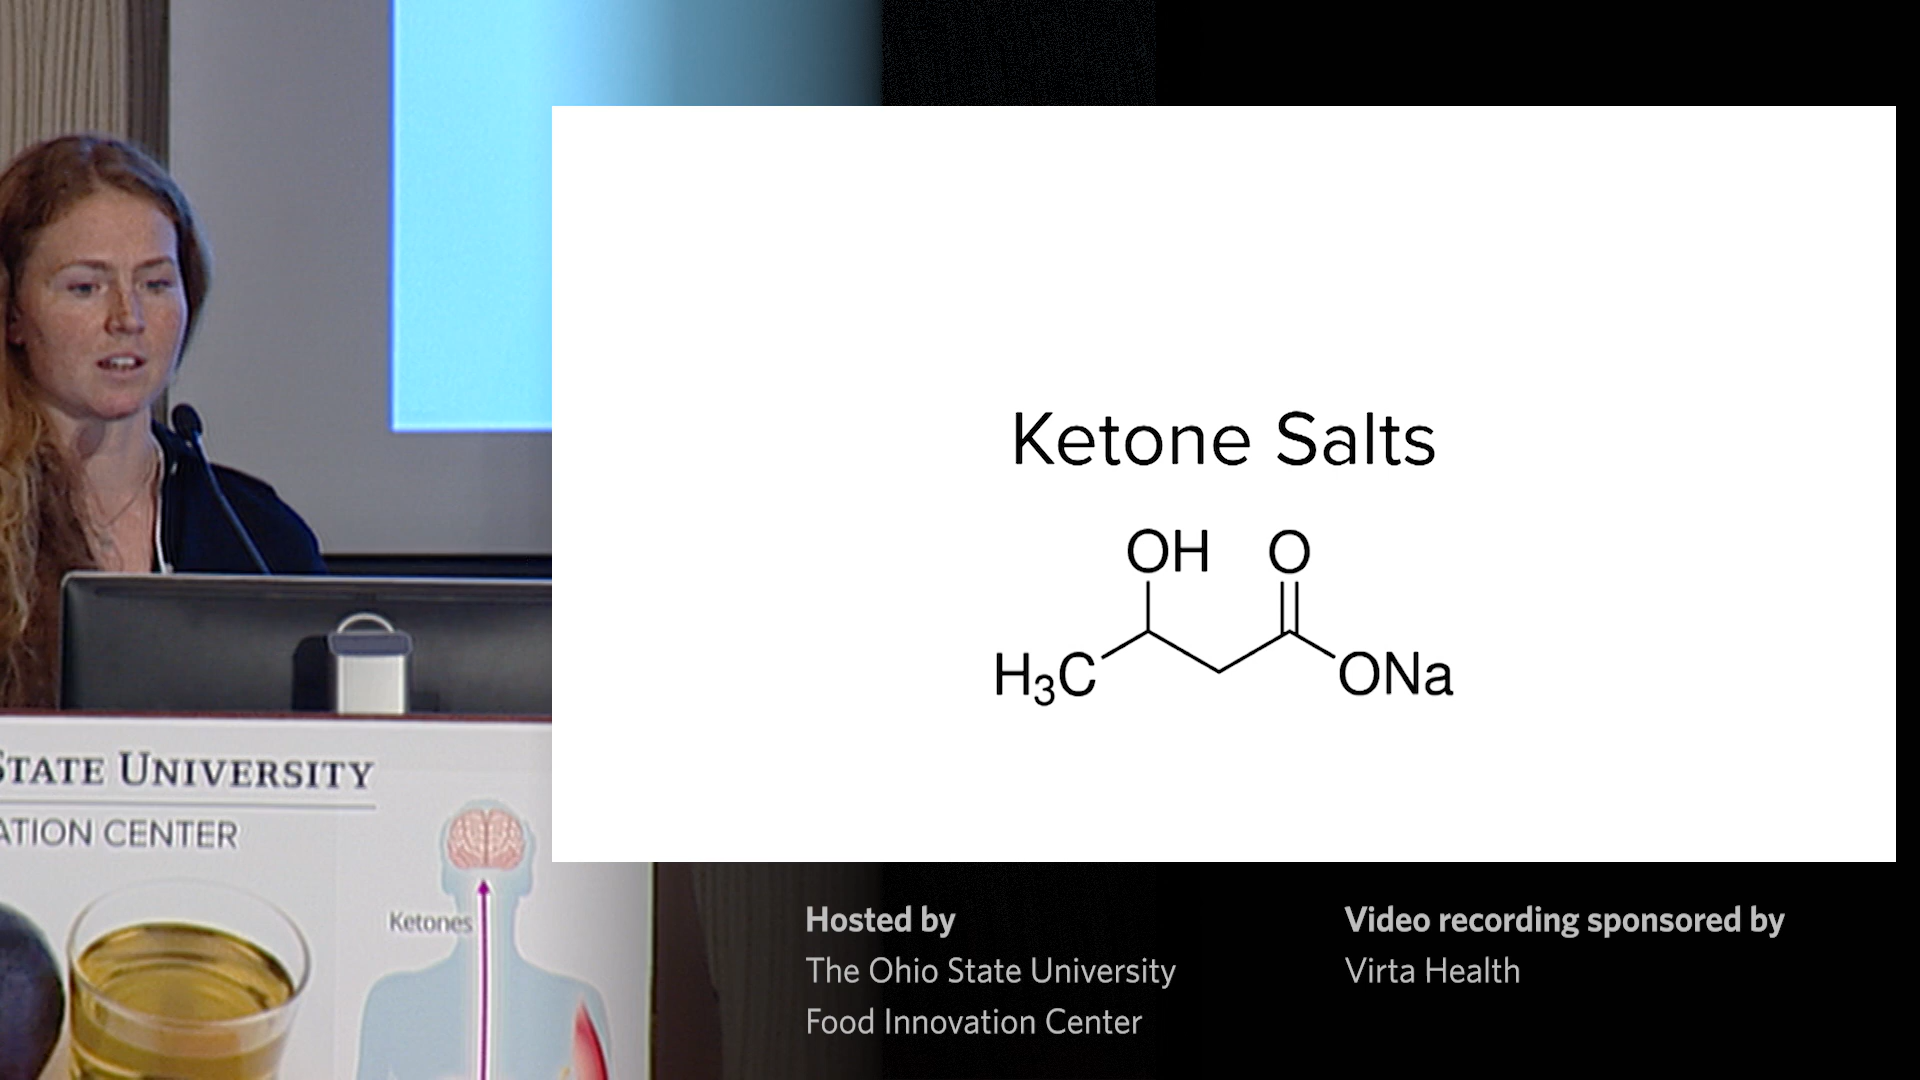 Ketone Salts
OH
O
H₃C
ONa
STATE UNIVERSITY
CENTER
Ketones
Hosted by
The Ohio State University
Food Innovation Center
Video recording sponsored by
Virta Health